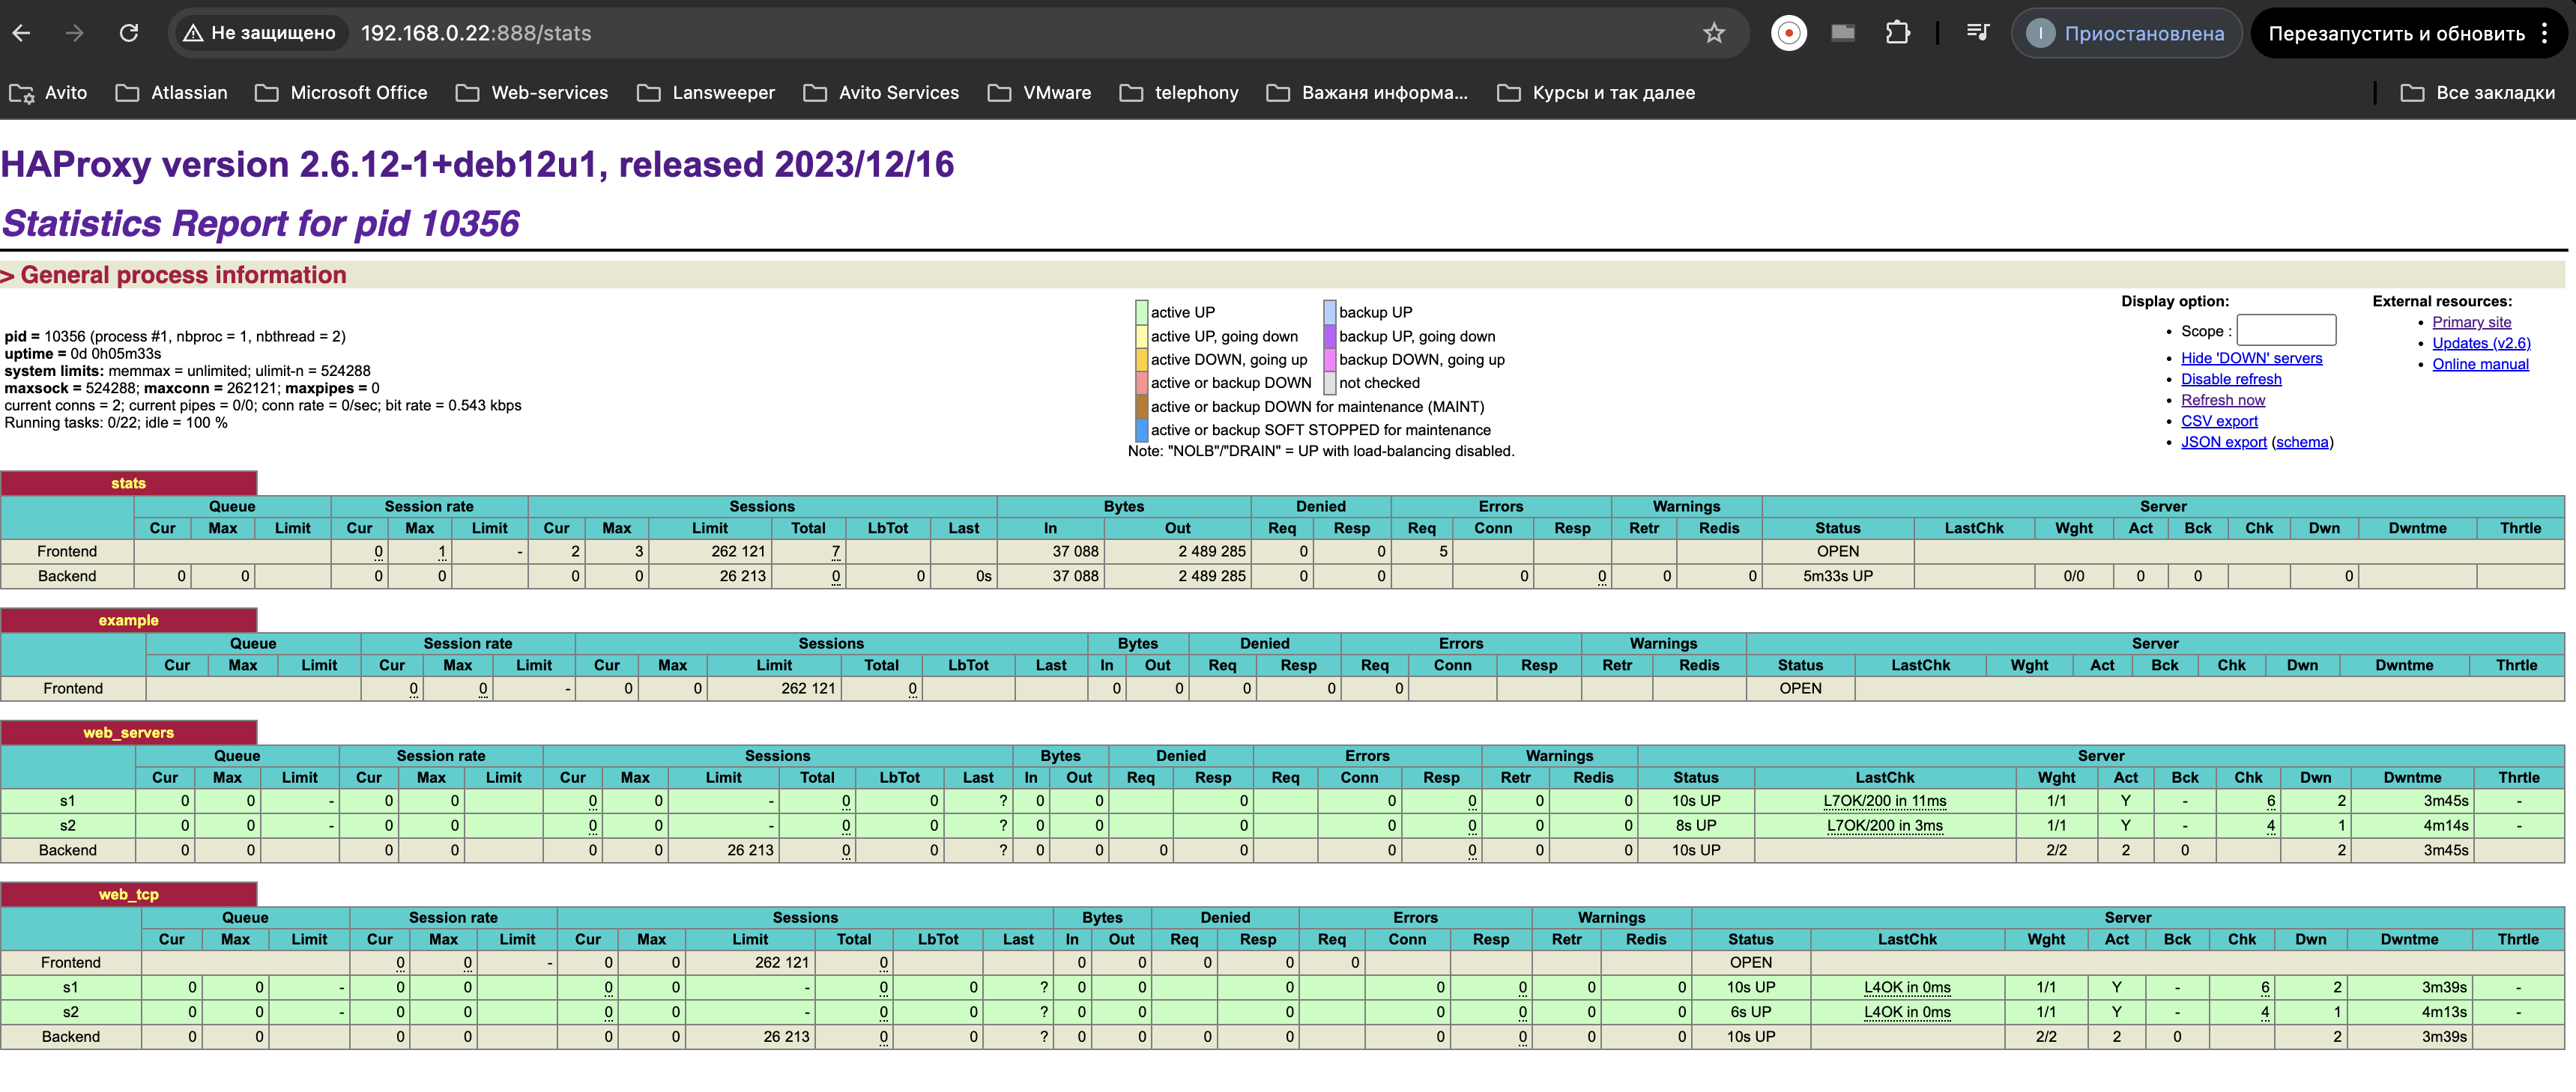 Не защищено 192.168.0.22:888/stats I Приостановлена Перезапустить и обновить
Avito Atlassian Microsoft Office Web-services Lansweeper Avito Services VMware telephony Важаня информа... Курсы и так далее Все закладки
HAProxy version 2.6.12-1+deb12u1, released 2023/12/16
Statistics Report for pid 10356
> General process information
pid = 10356 (process #1, nbproc = 1, nbthread = 2)
uptime = 0d 0h05m33s
system limits: memmax = unlimited; ulimit-n = 524288
maxsock = 524288; maxconn = 262121; maxpipes = 0
current conns = 2; current pipes = 0/0; conn rate = 0/sec; bit rate = 0.543 kbps
Running tasks: 0/22; idle = 100 %
active UP backup UP
active UP, going down backup UP, going down
active DOWN, going up backup DOWN, going up
active or backup DOWN not checked
active or backup DOWN for maintenance (MAINT)
active or backup SOFT STOPPED for maintenance
Note: "NOLB"/"DRAIN" = UP with load-balancing disabled.
Display option:
• Scope :
• Hide 'DOWN' servers
• Disable refresh
• Refresh now
• CSV export
• JSON export (schema)
External resources:
• Primary site
• Updates (v2.6)
• Online manual
stats
Queue Session rate Sessions Bytes Denied Errors Warnings Server
Cur Max Limit Cur Max Limit Cur Max Limit Total LbTot Last In Out Req Resp Req Conn Resp Retr Redis Status LastChk Wght Act Bck Chk Dwn Dwntme Thrtle
Frontend 0 1 - 2 3 262 121 7 37 088 2 489 285 0 0 5 OPEN
Backend 0 0 0 0 0 0 26 213 0 0 0s 37 088 2 489 285 0 0 0 0 0 0 5m33s UP 0/0 0 0 0
example
Queue Session rate Sessions Bytes Denied Errors Warnings Server
Cur Max Limit Cur Max Limit Cur Max Limit Total LbTot Last In Out Req Resp Req Conn Resp Retr Redis Status LastChk Wght Act Bck Chk Dwn Dwntme Thrtle
Frontend 0 0 - 0 0 262 121 0 0 0 0 0 0 OPEN
web_servers
Queue Session rate Sessions Bytes Denied Errors Warnings Server
Cur Max Limit Cur Max Limit Cur Max Limit Total LbTot Last In Out Req Resp Req Conn Resp Retr Redis Status LastChk Wght Act Bck Chk Dwn Dwntme Thrtle
s1 0 0 - 0 0 0 0 - 0 0 ? 0 0 0 0 0 0 0 10s UP L7OK/200 in 11ms 1/1 Y - 6 2 3m45s -
s2 0 0 - 0 0 0 0 - 0 0 ? 0 0 0 0 0 0 0 8s UP L7OK/200 in 3ms 1/1 Y - 4 1 4m14s -
Backend 0 0 0 0 0 0 26 213 0 0 ? 0 0 0 0 0 0 0 0 10s UP 2/2 2 0 2 3m45s
web_tcp
Queue Session rate Sessions Bytes Denied Errors Warnings Server
Cur Max Limit Cur Max Limit Cur Max Limit Total LbTot Last In Out Req Resp Req Conn Resp Retr Redis Status LastChk Wght Act Bck Chk Dwn Dwntme Thrtle
Frontend 0 0 - 0 0 262 121 0 0 0 0 0 0 OPEN
s1 0 0 - 0 0 0 0 - 0 0 ? 0 0 0 0 0 0 0 10s UP L4OK in 0ms 1/1 Y - 6 2 3m39s -
s2 0 0 - 0 0 0 0 - 0 0 ? 0 0 0 0 0 0 0 6s UP L4OK in 0ms 1/1 Y - 4 1 4m13s -
Backend 0 0 0 0 0 0 26 213 0 0 ? 0 0 0 0 0 0 0 0 10s UP 2/2 2 0 2 3m39s